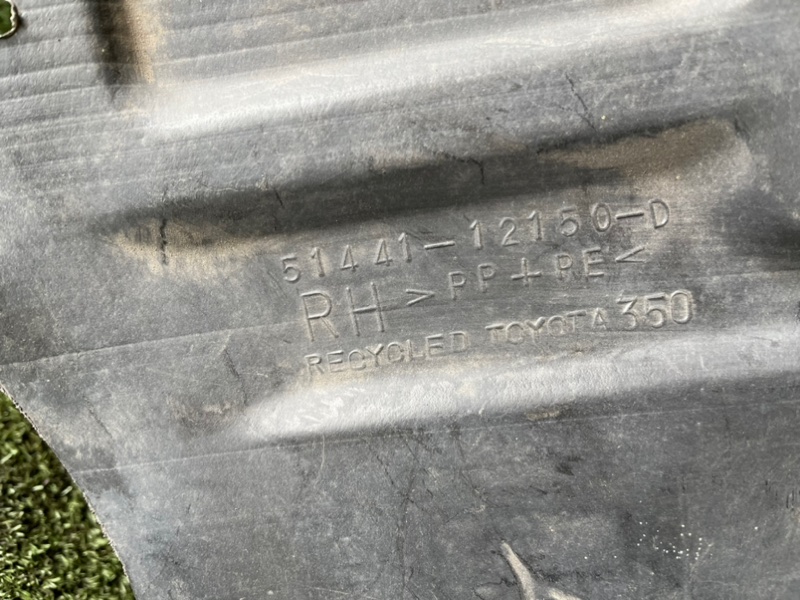 51441-12150-D
RH >PP+RE<
RECYCLED TOYOTA 350